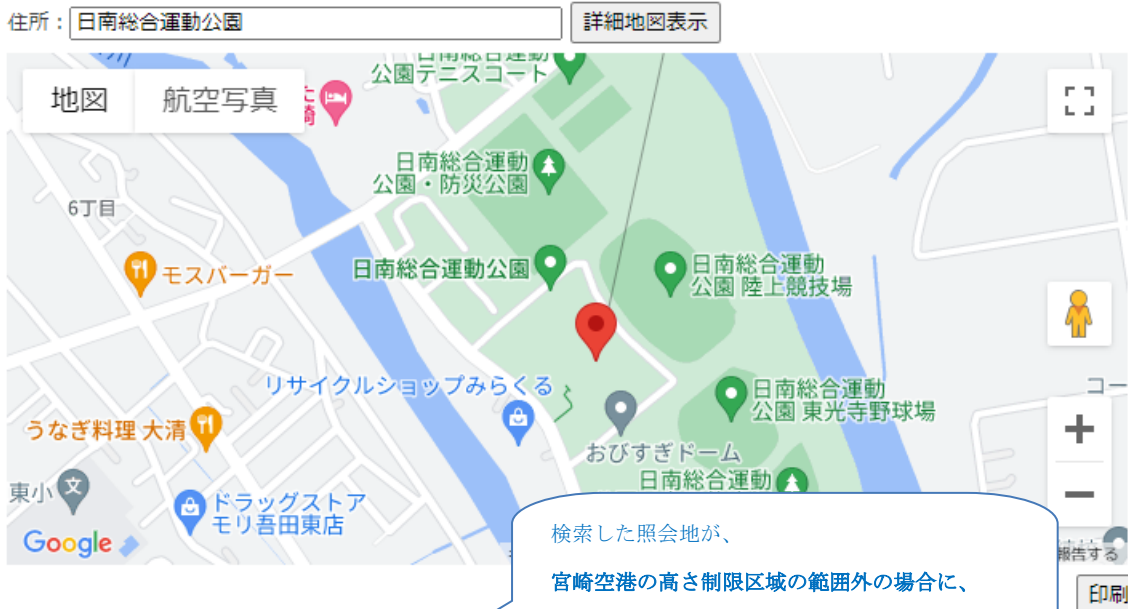 住所：日南総合運動公園 詳細地図表示
地図 航空写真
日南総合運動
公園テニスコート
日南総合運動
公園・防災公園
6丁目
モスバーガー
日南総合運動公園
日南総合運動
公園 陸上競技場
リサイクルショップみらくる
日南総合運動
公園 東光寺野球場
うなぎ料理 大清
おびすぎドーム
日南総合運動
東小
文
ドラッグストア
モリ吾田東店
コー
Google
報告する
検索した照会地が、
宮崎空港の高さ制限区域の範囲外の場合に、
印刷